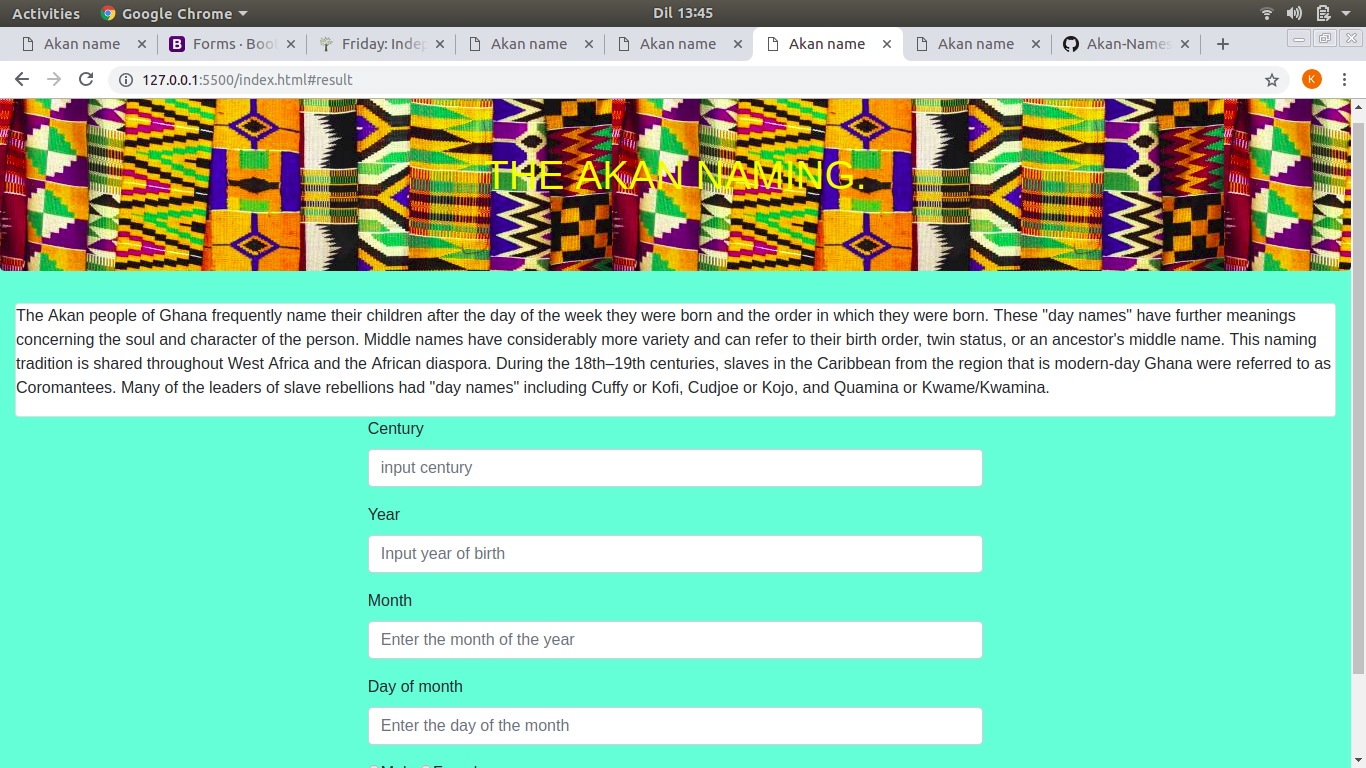 Activities Google Chrome Dil 13:45
Akan name Forms · Boo Friday: Indep Akan name Akan name Akan name Akan name Akan-Names
127.0.0.1:5500/index.html#result K
THE AKAN NAMING.
The Akan people of Ghana frequently name their children after the day of the week they were born and the order in which they were born. These "day names" have further meanings
concerning the soul and character of the person. Middle names have considerably more variety and can refer to their birth order, twin status, or an ancestor's middle name. This naming
tradition is shared throughout West Africa and the African diaspora. During the 18th–19th centuries, slaves in the Caribbean from the region that is modern-day Ghana were referred to as
Coromantees. Many of the leaders of slave rebellions had "day names" including Cuffy or Kofi, Cudjoe or Kojo, and Quamina or Kwame/Kwamina.
Century
input century
Year
Input year of birth
Month
Enter the month of the year
Day of month
Enter the day of the month